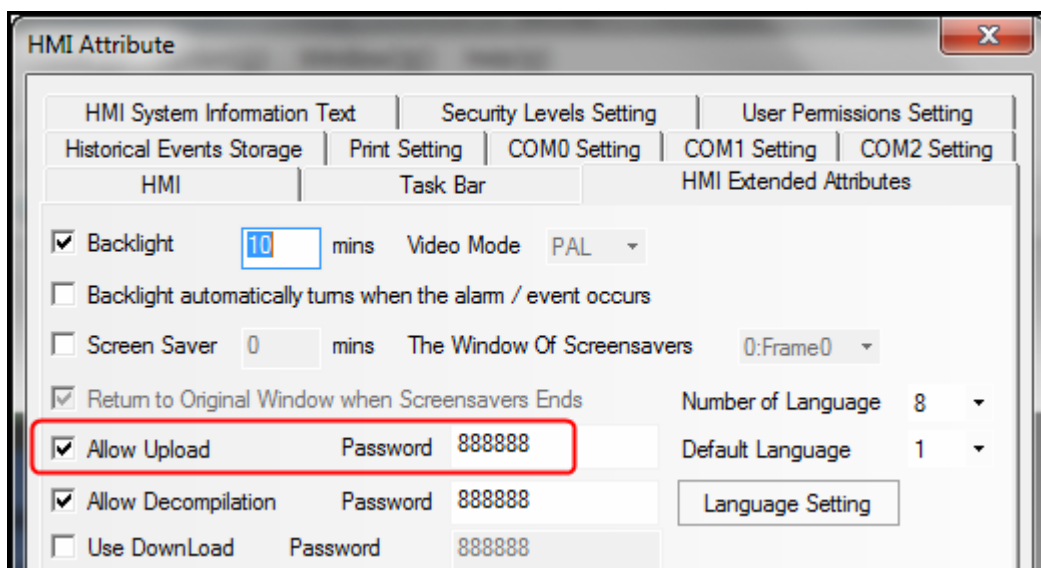 HMI Attribute
HMI System Information Text Security Levels Setting User Permissions Setting
Historical Events Storage Print Setting COM0 Setting COM1 Setting COM2 Setting
HMI Task Bar HMI Extended Attributes
Backlight 10 mins Video Mode PAL
Backlight automatically turns when the alarm / event occurs
Screen Saver 0 mins The Window Of Screensavers 0:Frame0
Return to Original Window when Screensavers Ends Number of Language 8
Allow Upload Password 888888 Default Language 1
Allow Decompilation Password 888888 Language Setting
Use DownLoad Password 888888